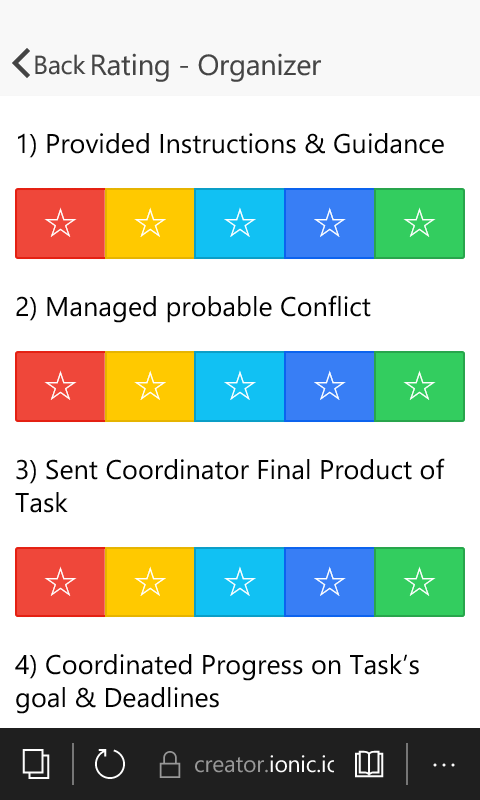 Back Rating - Organizer
1) Provided Instructions & Guidance
2) Managed probable Conflict
3) Sent Coordinator Final Product of
Task
4) Coordinated Progress on Task's
goal & Deadlines
creator.ionic.ic